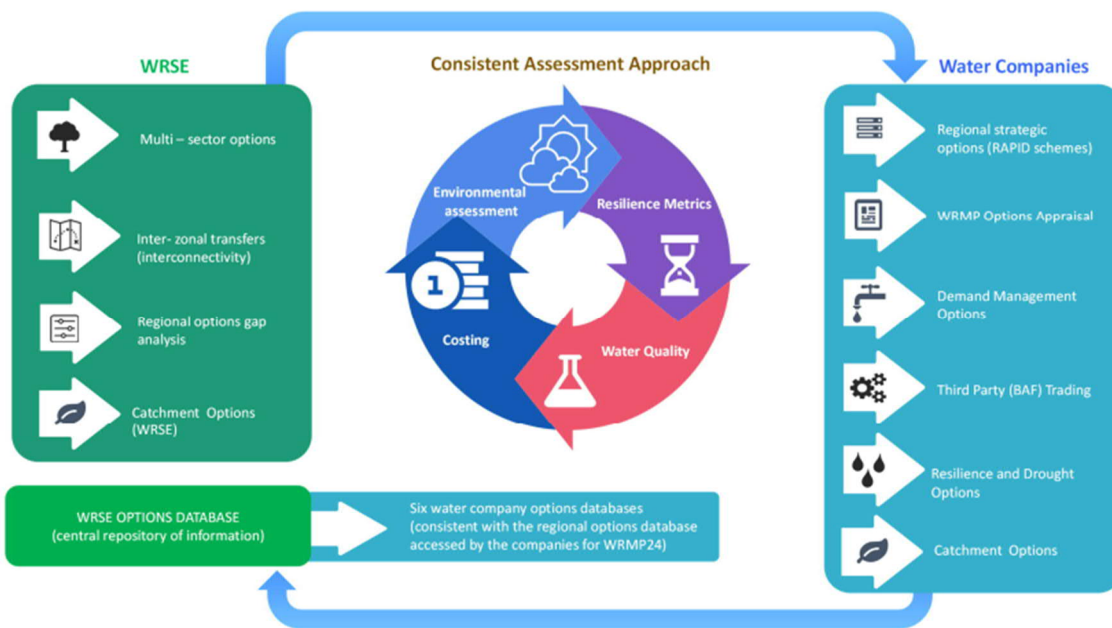 WRSE
Multi – sector options
Inter- zonal transfers
(interconnectivity)
Regional options gap
analysis
Catchment Options
(WRSE)
WRSE OPTIONS DATABASE
(central repository of information)
Six water company options databases
(consistent with the regional options database
accessed by the companies for WRMP24)
Consistent Assessment Approach
Environmental
assessment
Resilience Metrics
Water Quality
Costing
1
Water Companies
Regional strategic
options (RAPID schemes)
WRMP Options Appraisal
Demand Management
Options
Third Party (BAF) Trading
Resilience and Drought
Options
Catchment Options